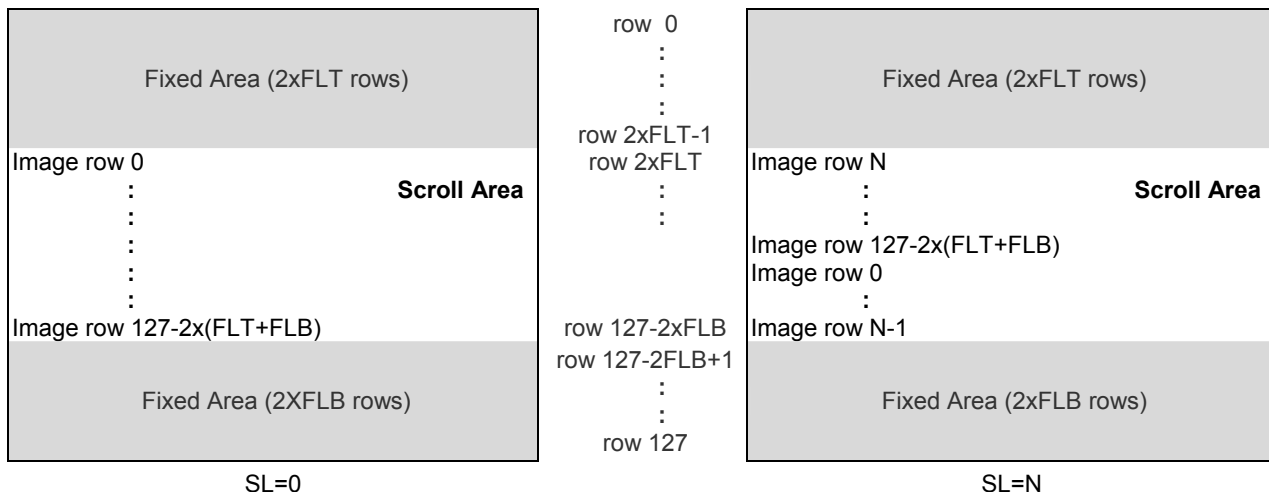 row 0
:
Fixed Area (2xFLT rows) : Fixed Area (2xFLT rows)
:
row 2xFLT-1
Image row 0 row 2xFLT Image row N
: Scroll Area : : Scroll Area
: : :
: Image row 127-2x(FLT+FLB)
: Image row 0
: :
Image row 127-2x(FLT+FLB) row 127-2xFLB Image row N-1
row 127-2FLB+1
:
Fixed Area (2XFLB rows) Fixed Area (2xFLB rows)
:
row 127
SL=0 SL=N